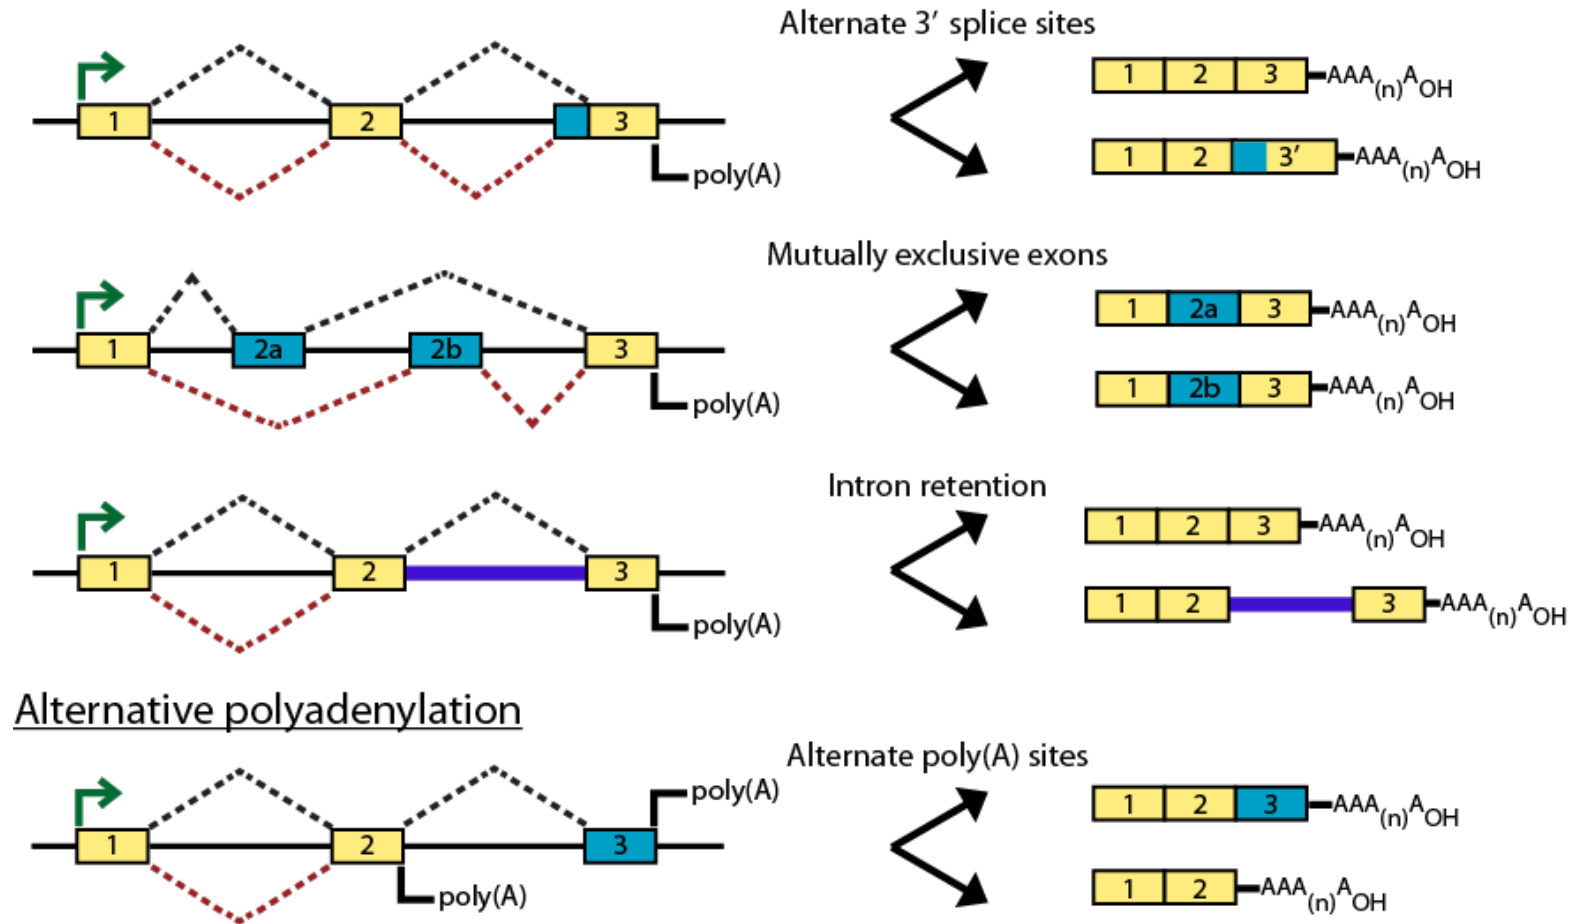 Alternate 3′ splice sites
1 2 3 AAA(n)AOH
1 2 3
poly(A)
1 2 3′ AAA(n)AOH
Mutually exclusive exons
1 2a 3 AAA(n)AOH
1 2a 2b 3
poly(A)
1 2b 3 AAA(n)AOH
Intron retention
1 2 3 AAA(n)AOH
1 2 3
poly(A)
1 2 3 AAA(n)AOH
Alternative polyadenylation
Alternate poly(A) sites
poly(A)
1 2 3 AAA(n)AOH
1 2 3
poly(A)
1 2 AAA(n)AOH